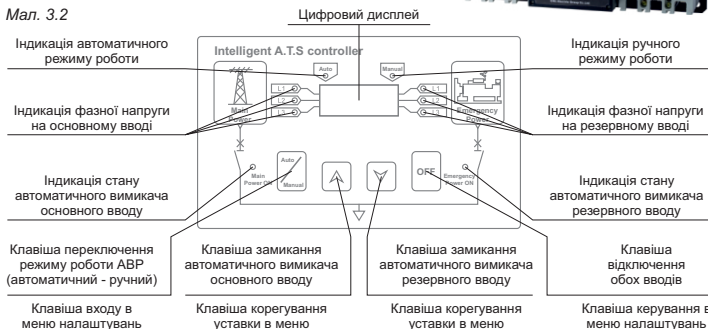 Мал. 3.2
Цифровий дисплей
Індикація автоматичного
режиму роботи
Індикація ручного
режиму роботи
Intelligent A.T.S controller
Auto
Manual
L1
L2
L3
L1
L2
L3
Main
Power
Emergency
Power
Індикація фазної напруги
на основному вводі
Індикація фазної напруги
на резервному вводі
Auto
Manual
OFF
Main
Power ON
Emergency
Power ON
Індикація стану
автоматичного вимикача
основного вводу
Індикація стану
автоматичного вимикача
резервного вводу
Клавіша переключення
режиму роботи АВР
(автоматичний - ручний)
Клавіша замикання
автоматичного вимикача
основного вводу
Клавіша замикання
автоматичного вимикача
резервного вводу
Клавіша
відключення
обох вводів
Клавіша входу в
меню налаштувань
Клавіша корегування
уставки в меню
Клавіша корегування
уставки в меню
Клавіша керування в
меню налаштувань